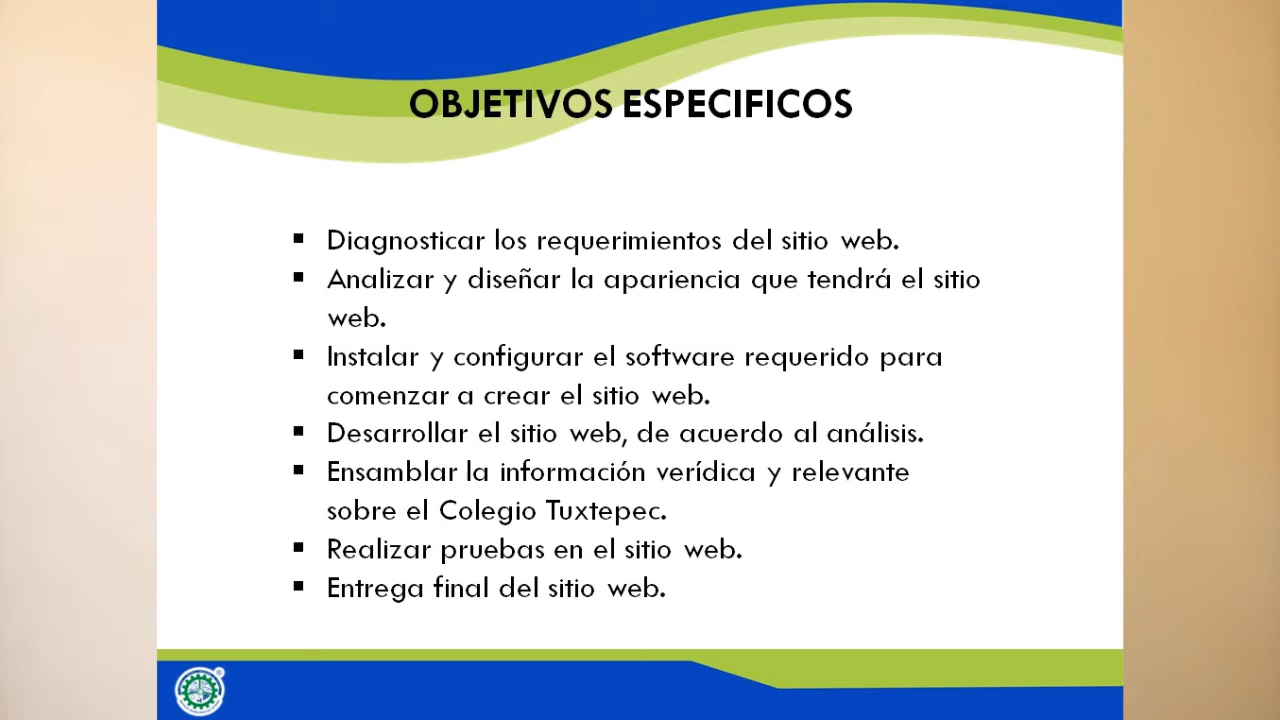 OBJETIVOS ESPECIFICOS
▪ Diagnosticar los requerimientos del sitio web.
▪ Analizar y diseñar la apariencia que tendrá el sitio
web.
▪ Instalar y configurar el software requerido para
comenzar a crear el sitio web.
▪ Desarrollar el sitio web, de acuerdo al análisis.
▪ Ensamblar la información verídica y relevante
sobre el Colegio Tuxtepec.
▪ Realizar pruebas en el sitio web.
▪ Entrega final del sitio web.